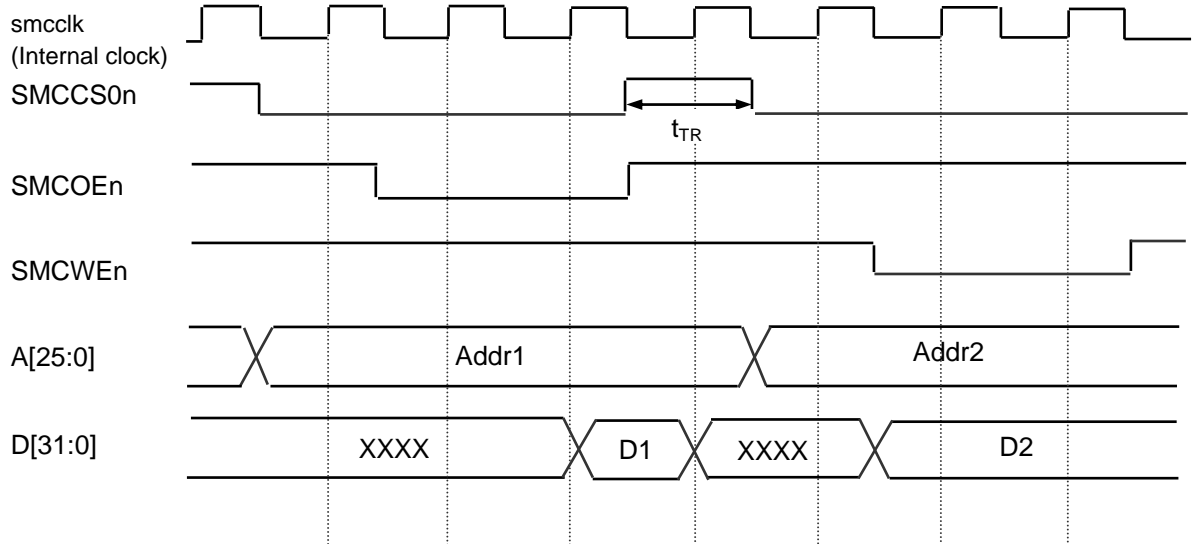 smcclk
(Internal clock)
SMCCS0n
tTR
SMCOEn
SMCWEn
A[25:0]
Addr1
Addr2
D[31:0]
XXXX
D1
XXXX
D2